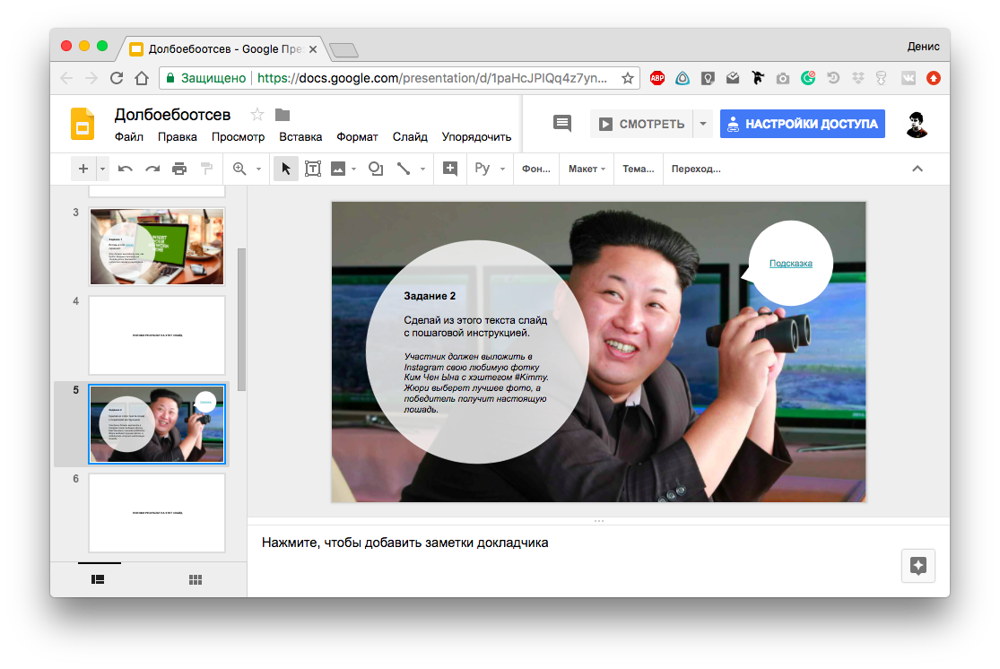 Долбоебоотсев - Google Пре
Денис
Защищено
https://docs.google.com/presentation/d/1paHcJPlQq4z7yn...
ABP
Долбоебоотсев
Файл Правка Просмотр Вставка Формат Слайд Упорядочить
СМОТРЕТЬ
НАСТРОЙКИ ДОСТУПА
Ру
Фон...
Макет
Тема...
Переход...
3
4
5
6
Задание 2
Сделай из этого текста слайд
с пошаговой инструкцией.
Участник должен выложить в
Instagram свою любимую фотку
Ким Чен Ына с хэштегом #Kimmy.
Жюри выберет лучшее фото, а
победитель получит настоящую
лошадь.
Подсказка
Нажмите, чтобы добавить заметки докладчика